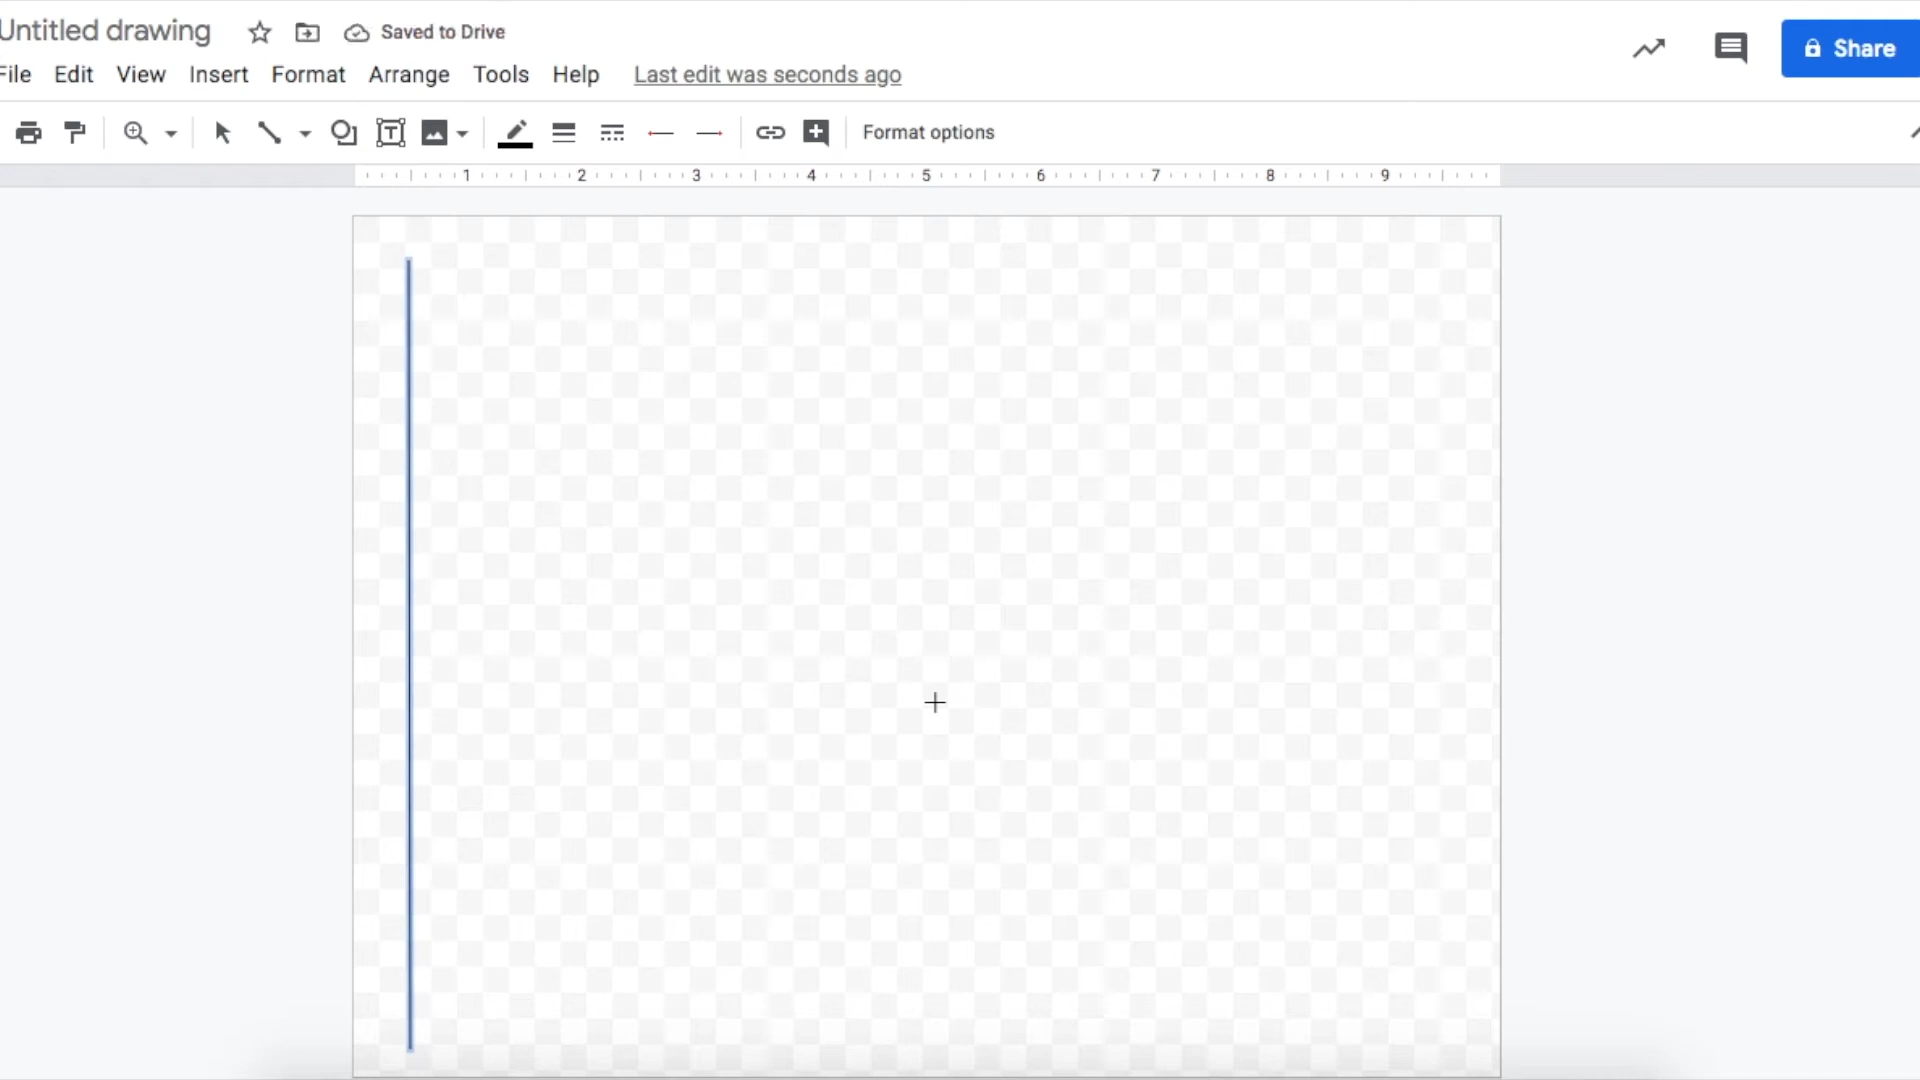 Untitled drawing Saved to Drive
File Edit View Insert Format Arrange Tools Help Last edit was seconds ago
Share
Format options
1 2 3 4 5 6 7 8 9